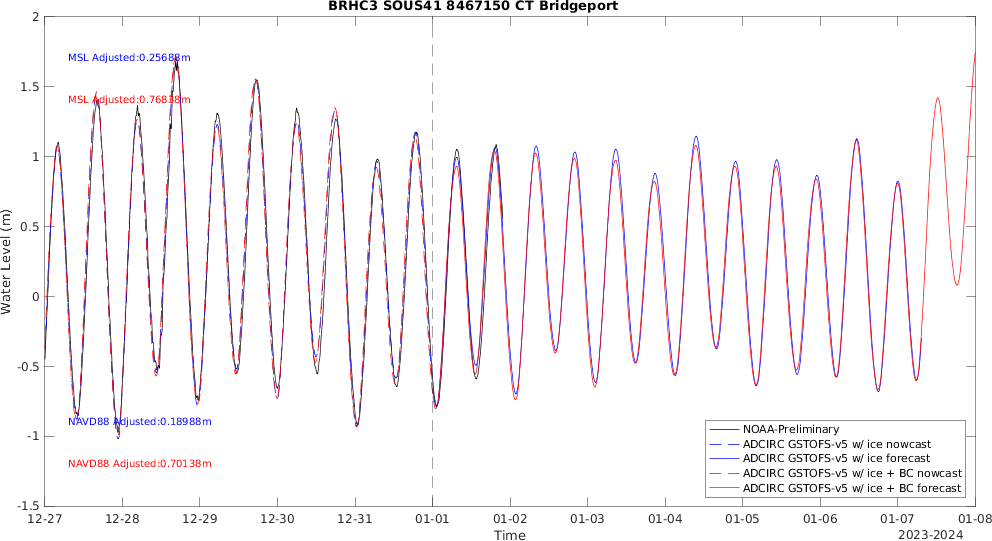 BRHC3 SOUS41 8467150 CT Bridgeport
2
1.5
1
0.5
0
-0.5
-1
-1.5
Water Level (m)
MSL Adjusted:0.25688m
MSL Adjusted:0.76838m
NAVD88 Adjusted:0.18988m
NAVD88 Adjusted:0.70138m
NOAA-Preliminary
ADCIRC GSTOFS-v5 w/ ice nowcast
ADCIRC GSTOFS-v5 w/ ice forecast
ADCIRC GSTOFS-v5 w/ ice + BC nowcast
ADCIRC GSTOFS-v5 w/ ice + BC forecast
12-27 12-28 12-29 12-30 12-31 01-01 01-02 01-03 01-04 01-05 01-06 01-07 01-08
Time
2023-2024